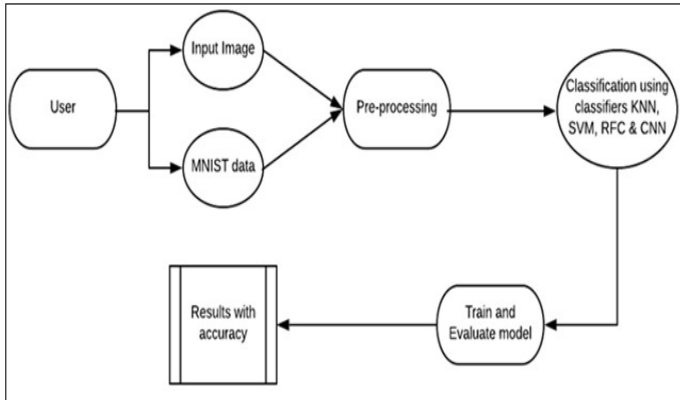 User
Input Image
MNIST data
Pre-processing
Classification using
classifiers KNN,
SVM, RFC & CNN
Train and
Evaluate model
Results with
accuracy